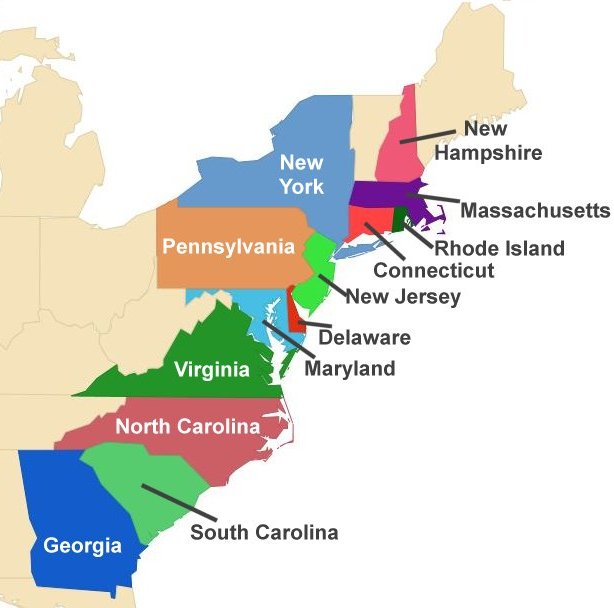 New
Hampshire
New
York
Massachusetts
Rhode Island
Pennsylvania
Connecticut
New Jersey
Delaware
Virginia
Maryland
North Carolina
South Carolina
Georgia